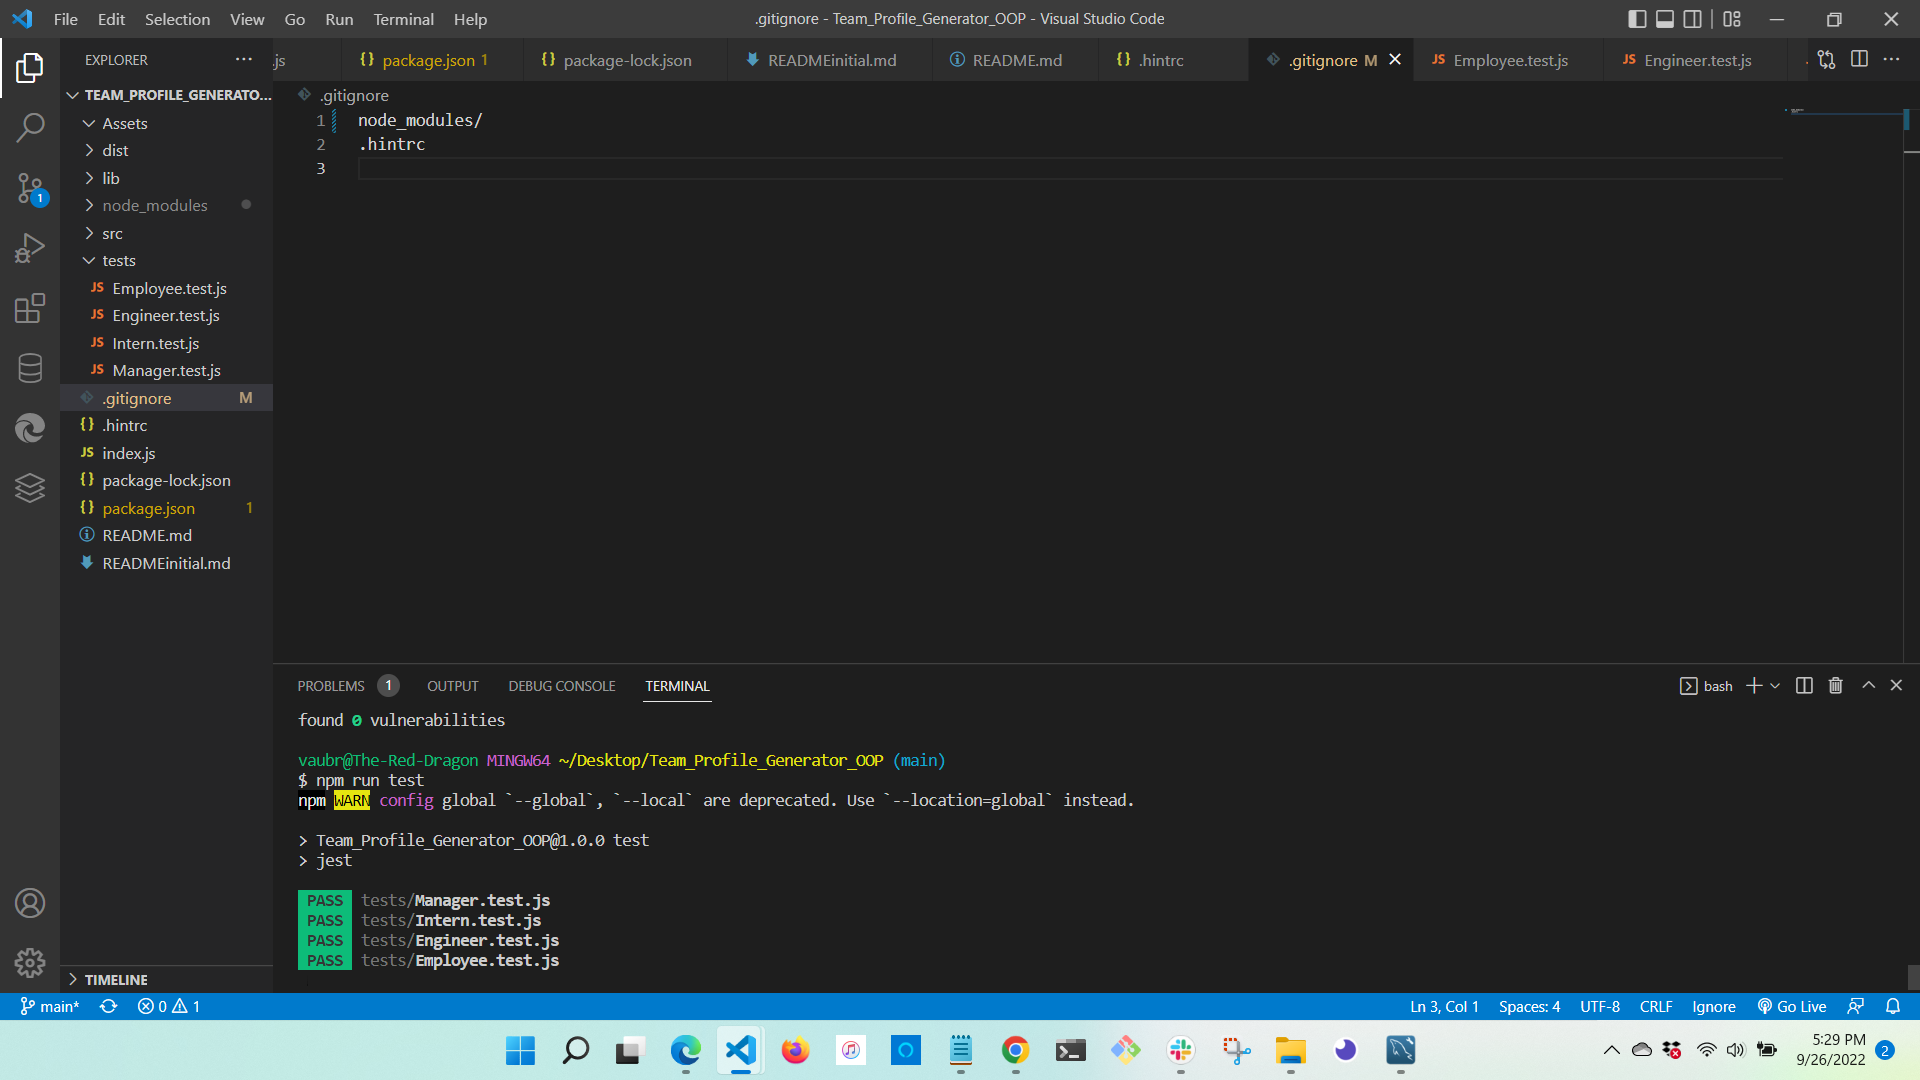 File Edit Selection View Go Run Terminal Help
.gitignore - Team_Profile_Generator_OOP - Visual Studio Code
EXPLORER
.js
package.json 1
package-lock.json
READMEinitial.md
README.md
.hintrc
.gitignore M
JS Employee.test.js
JS Engineer.test.js
TEAM_PROFILE_GENERATO...
Assets
dist
lib
node_modules
src
tests
JS Employee.test.js
JS Engineer.test.js
JS Intern.test.js
JS Manager.test.js
.gitignore M
{} .hintrc
JS index.js
{} package-lock.json
{} package.json 1
README.md
READMEinitial.md
TIMELINE
1
.gitignore
1 node_modules/
2 .hintrc
3
PROBLEMS 1 OUTPUT DEBUG CONSOLE TERMINAL
bash
found 0 vulnerabilities
vaubr@The-Red-Dragon MINGW64 ~/Desktop/Team_Profile_Generator_OOP (main)
$ npm run test
npm WARN config global `--global`, `--local` are deprecated. Use `--location=global` instead.
> Team_Profile_Generator_OOP@1.0.0 test
> jest
PASS tests/Manager.test.js
PASS tests/Intern.test.js
PASS tests/Engineer.test.js
PASS tests/Employee.test.js
main* 0 1
Ln 3, Col 1 Spaces: 4 UTF-8 CRLF Ignore Go Live
5:29 PM
9/26/2022
2